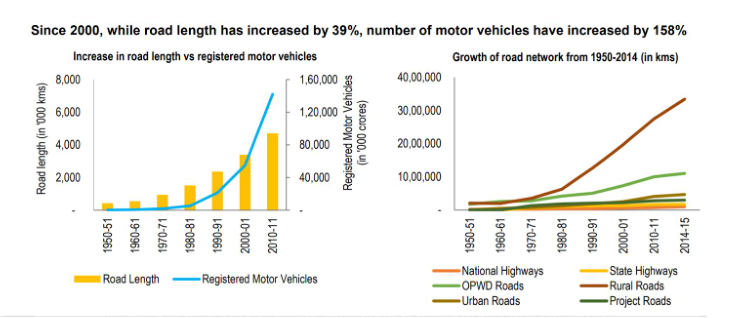 Since 2000, while road length has increased by 39%, number of motor vehicles have increased by 158%
Increase in road length vs registered motor vehicles
Road length (in '000 kms)
8,000
6,000
4,000
2,000
-
1,60,000
1,20,000
80,000
40,000
-
Registered Motor Vehicles
(in '000 crores)
1950-51
1960-61
1970-71
1980-81
1990-91
2000-01
2010-11
Road Length
Registered Motor Vehicles
Growth of road network from 1950-2014 (in kms)
40,00,000
30,00,000
20,00,000
10,00,000
-
1950-51
1960-61
1970-71
1980-81
1990-91
2000-01
2010-11
2014-15
National Highways
State Highways
OPWD Roads
Rural Roads
Urban Roads
Project Roads